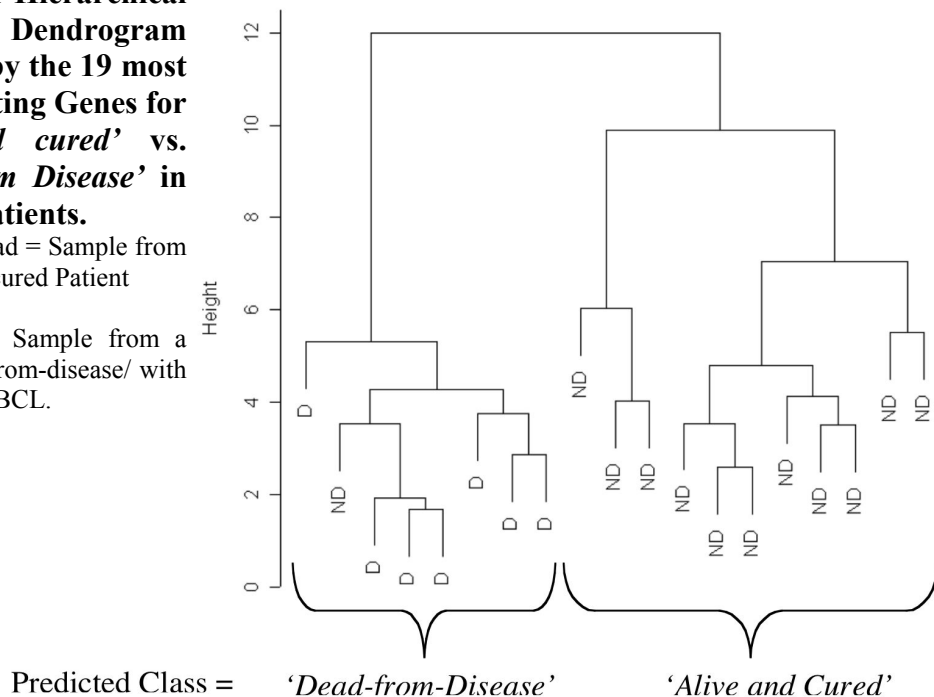 Hierarchical
Dendrogram
by the 19 most
ting Genes for
cured’ vs.
Disease’ in
atients.
ad = Sample from
ured Patient
Sample from a
rom-disease/ with
BCL.
Height
12
10
8
6
4
2
0
D
ND
D
D
D
D
D
D
ND
ND
ND
ND
ND
ND
ND
ND
ND
ND
ND
Predicted Class = ‘Dead-from-Disease’ ‘Alive and Cured’